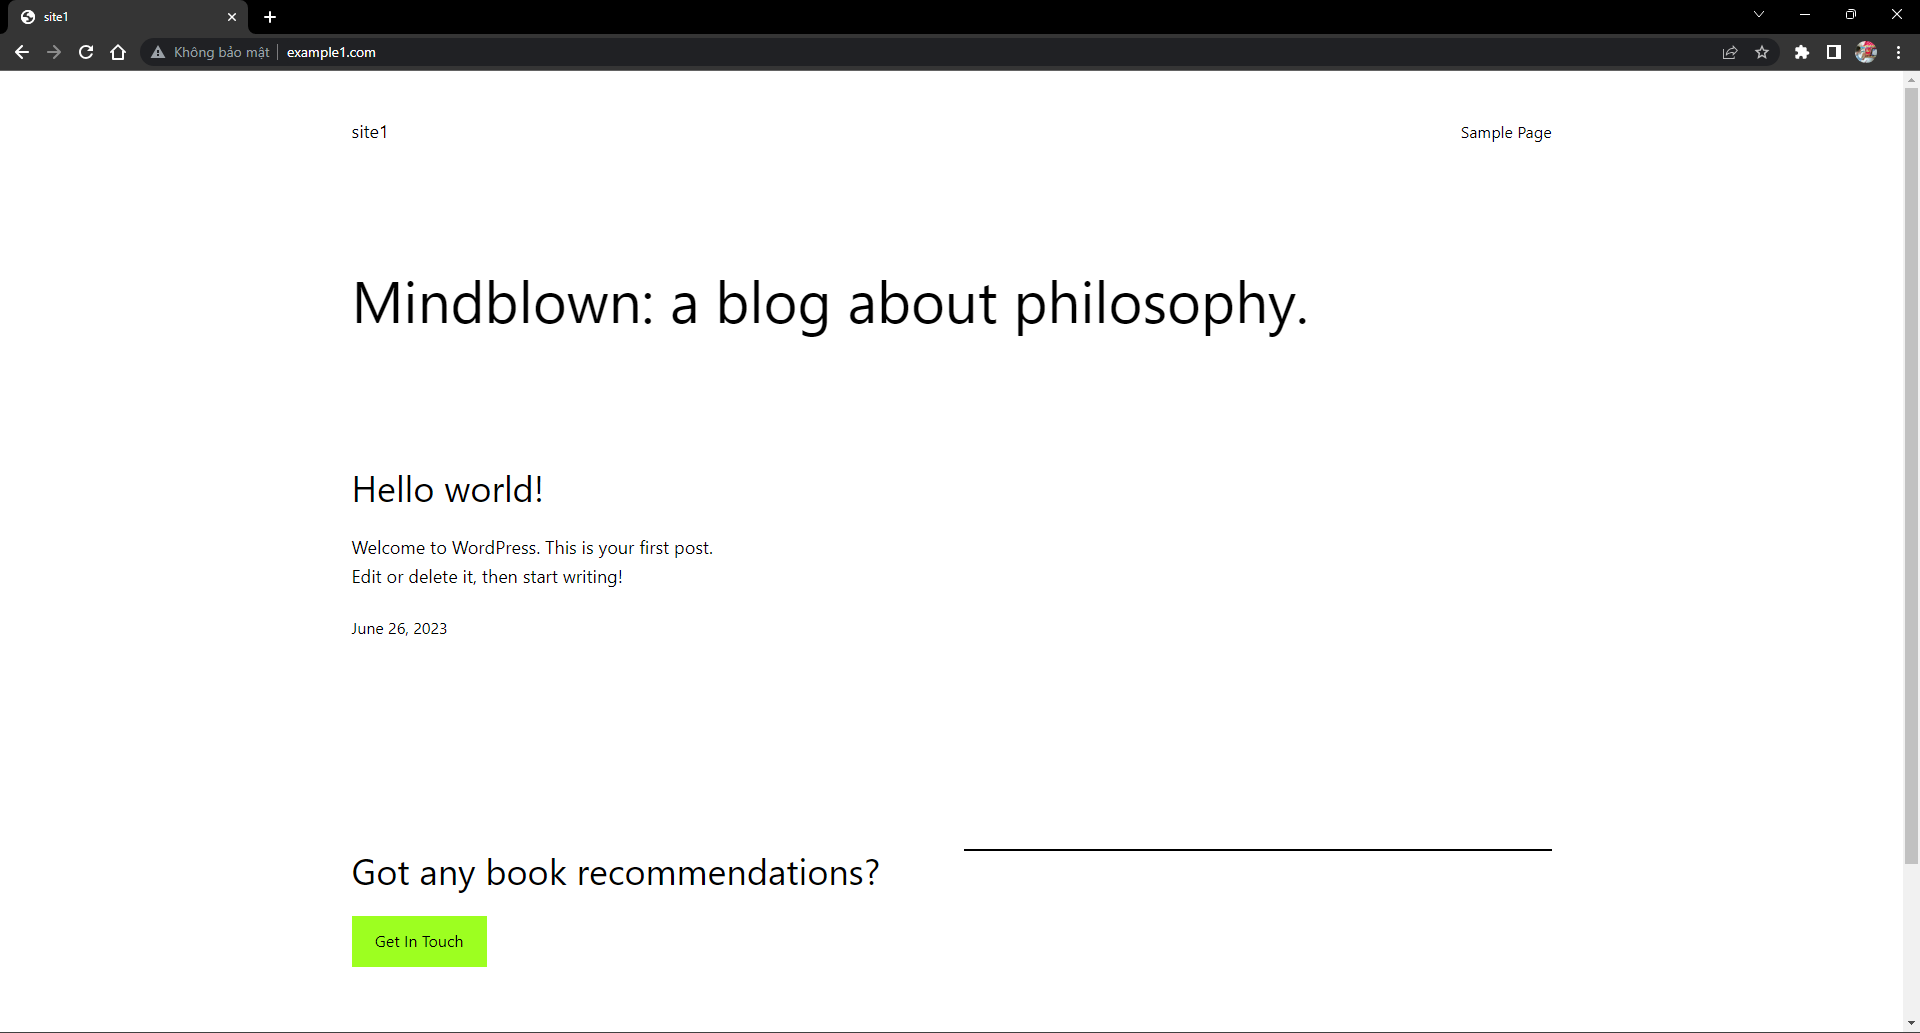 site1
Không bảo mật example1.com
site1
Sample Page
Mindblown: a blog about philosophy.
Hello world!
Welcome to WordPress. This is your first post.
Edit or delete it, then start writing!
June 26, 2023
Got any book recommendations?
Get In Touch